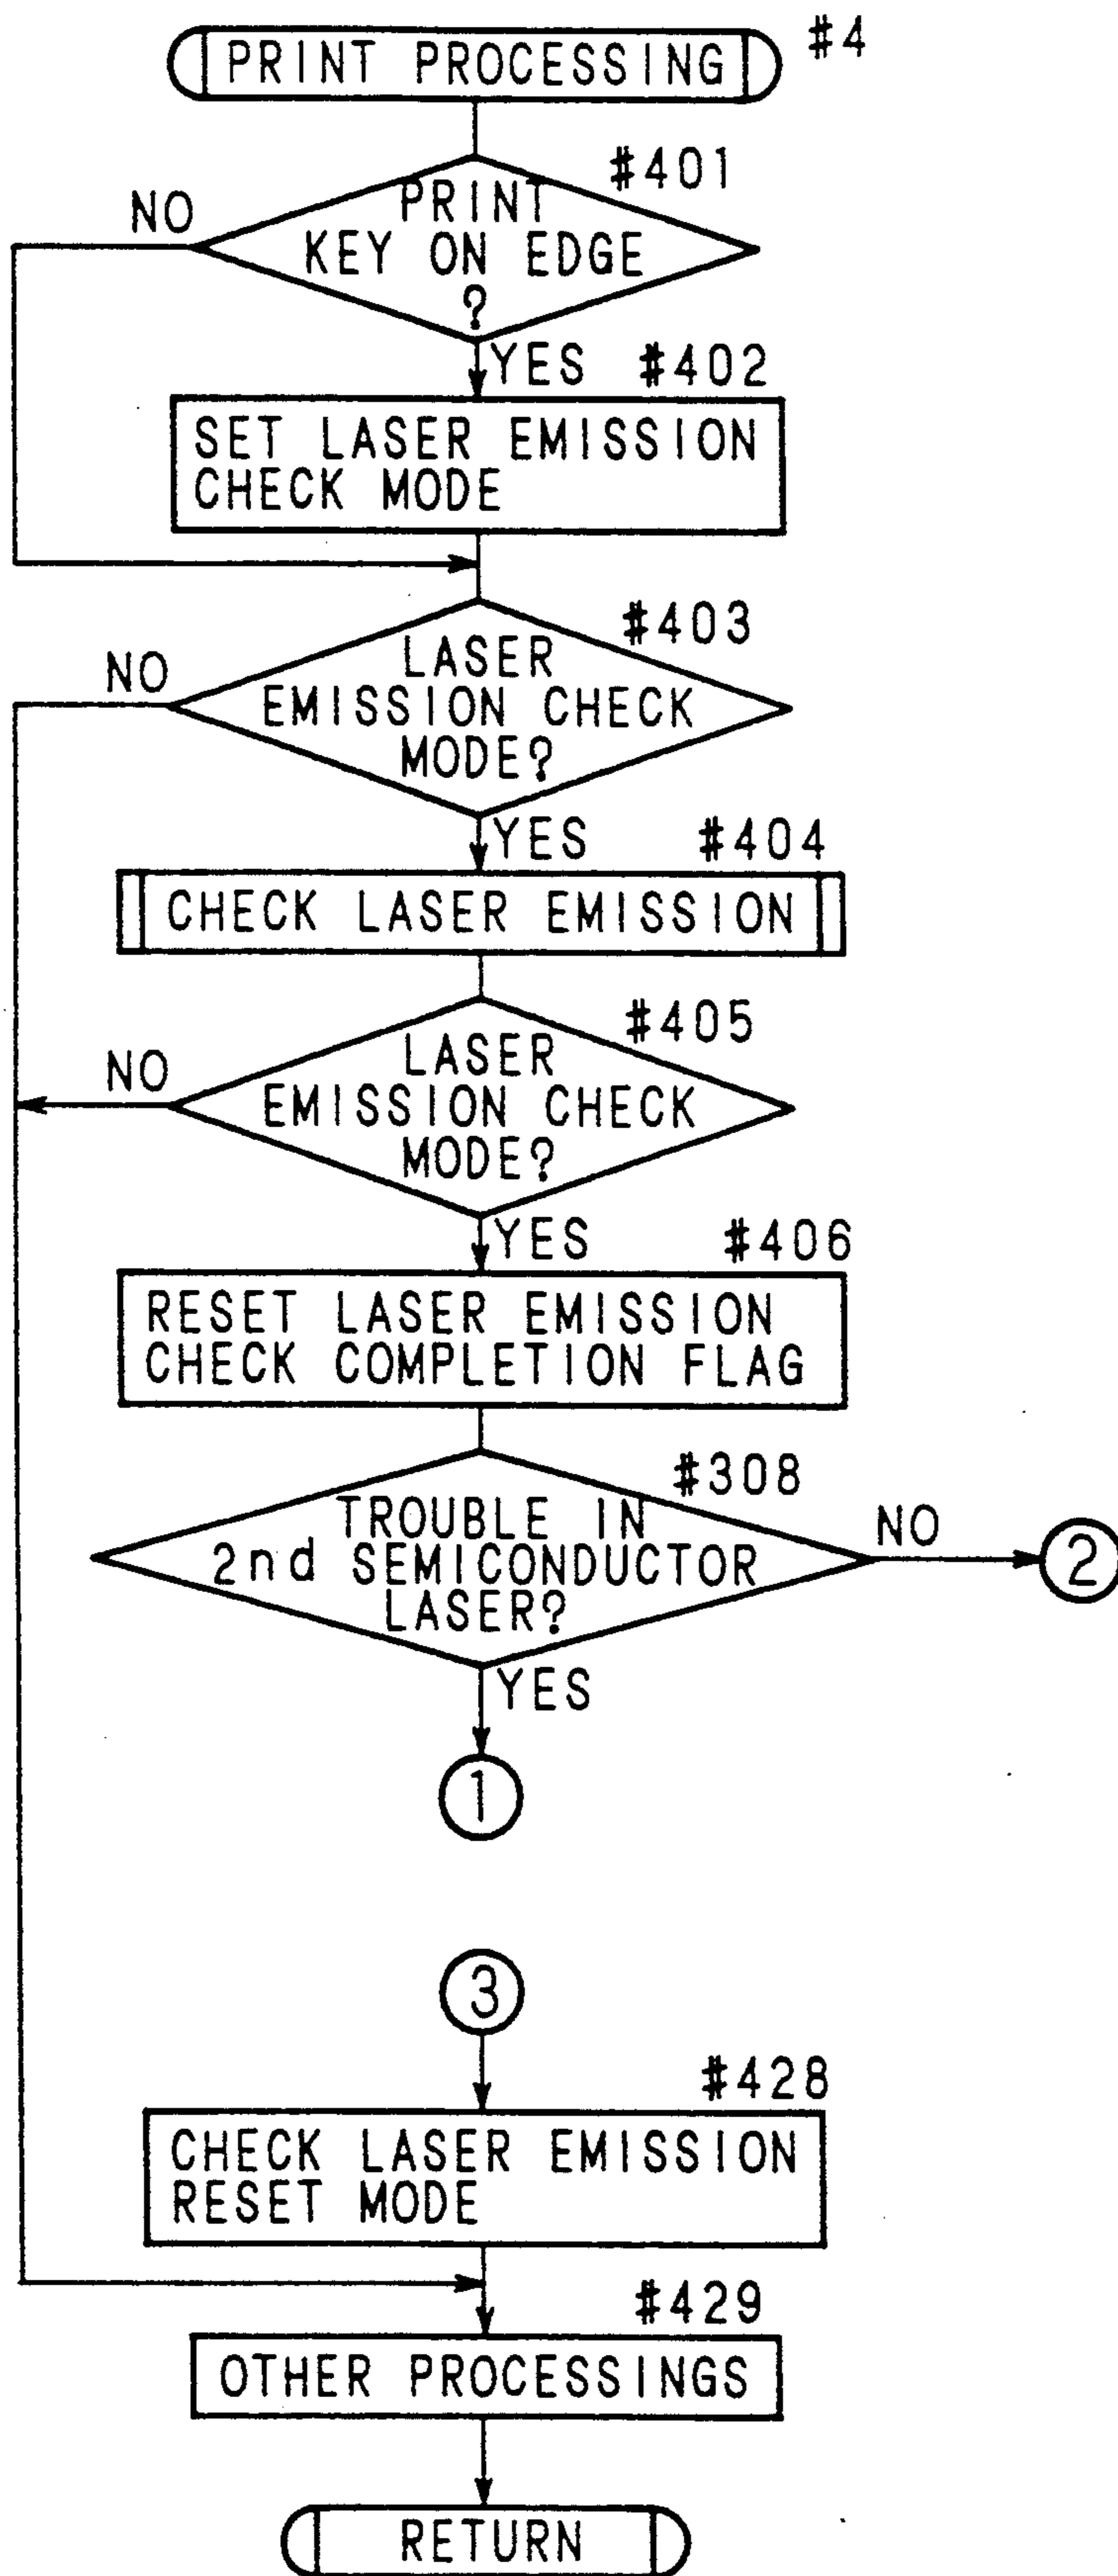 #4
PRINT PROCESSING
#401
NO
PRINT
KEY ON EDGE
?
YES
#402
SET LASER EMISSION
CHECK MODE
#403
NO
LASER
EMISSION CHECK
MODE?
YES
#404
CHECK LASER EMISSION
#405
NO
LASER
EMISSION CHECK
MODE?
YES
#406
RESET LASER EMISSION
CHECK COMPLETION FLAG
#308
TROUBLE IN
2nd SEMICONDUCTOR
LASER?
NO
2
YES
1
3
#428
CHECK LASER EMISSION
RESET MODE
#429
OTHER PROCESSINGS
RETURN